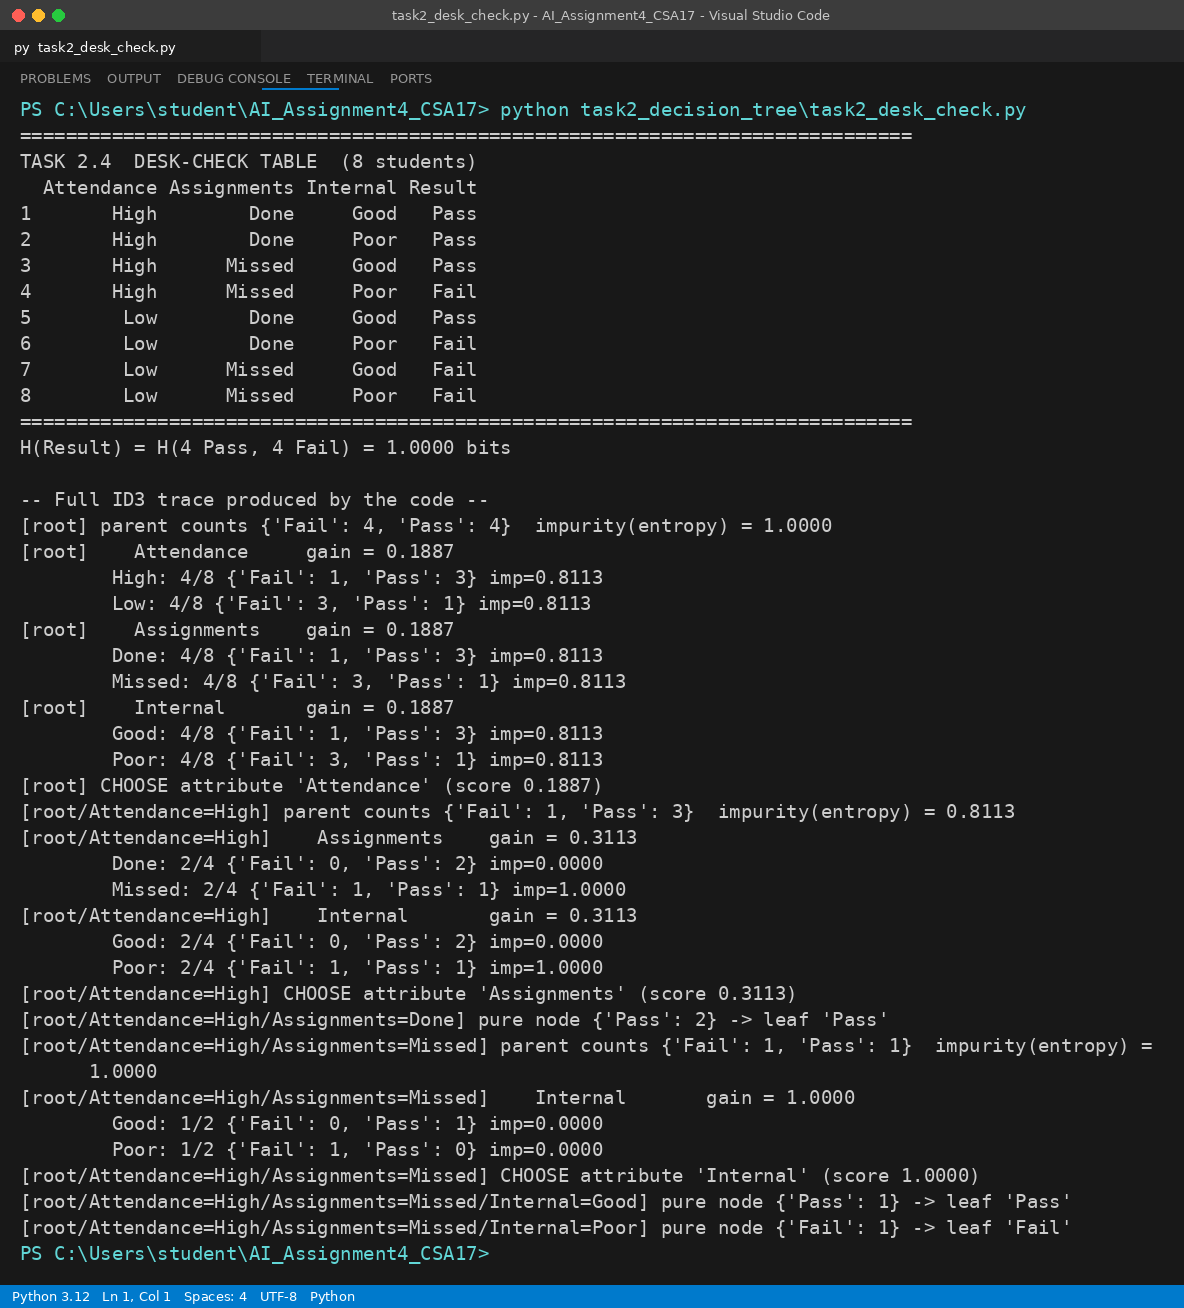 task2_desk_check.py - AI_Assignment4_CSA17 - Visual Studio Code
py  task2_desk_check.py
PROBLEMS    OUTPUT    DEBUG CONSOLE    TERMINAL    PORTS
PS C:\Users\student\AI_Assignment4_CSA17> python task2_decision_tree\task2_desk_check.py
==============================================================================
TASK 2.4  DESK-CHECK TABLE  (8 students)
  Attendance Assignments Internal Result
1       High        Done     Good   Pass
2       High        Done     Poor   Pass
3       High      Missed     Good   Pass
4       High      Missed     Poor   Fail
5        Low        Done     Good   Pass
6        Low        Done     Poor   Fail
7        Low      Missed     Good   Fail
8        Low      Missed     Poor   Fail
==============================================================================
H(Result) = H(4 Pass, 4 Fail) = 1.0000 bits
-- Full ID3 trace produced by the code --
[root] parent counts {'Fail': 4, 'Pass': 4}  impurity(entropy) = 1.0000
[root]    Attendance     gain = 0.1887
        High: 4/8 {'Fail': 1, 'Pass': 3} imp=0.8113
        Low: 4/8 {'Fail': 3, 'Pass': 1} imp=0.8113
[root]    Assignments    gain = 0.1887
        Done: 4/8 {'Fail': 1, 'Pass': 3} imp=0.8113
        Missed: 4/8 {'Fail': 3, 'Pass': 1} imp=0.8113
[root]    Internal       gain = 0.1887
        Good: 4/8 {'Fail': 1, 'Pass': 3} imp=0.8113
        Poor: 4/8 {'Fail': 3, 'Pass': 1} imp=0.8113
[root] CHOOSE attribute 'Attendance' (score 0.1887)
[root/Attendance=High] parent counts {'Fail': 1, 'Pass': 3}  impurity(entropy) = 0.8113
[root/Attendance=High]    Assignments    gain = 0.3113
        Done: 2/4 {'Fail': 0, 'Pass': 2} imp=0.0000
        Missed: 2/4 {'Fail': 1, 'Pass': 1} imp=1.0000
[root/Attendance=High]    Internal       gain = 0.3113
        Good: 2/4 {'Fail': 0, 'Pass': 2} imp=0.0000
        Poor: 2/4 {'Fail': 1, 'Pass': 1} imp=1.0000
[root/Attendance=High] CHOOSE attribute 'Assignments' (score 0.3113)
[root/Attendance=High/Assignments=Done] pure node {'Pass': 2} -> leaf 'Pass'
[root/Attendance=High/Assignments=Missed] parent counts {'Fail': 1, 'Pass': 1}  impurity(entropy) =
      1.0000
[root/Attendance=High/Assignments=Missed]    Internal       gain = 1.0000
        Good: 1/2 {'Fail': 0, 'Pass': 1} imp=0.0000
        Poor: 1/2 {'Fail': 1, 'Pass': 0} imp=0.0000
[root/Attendance=High/Assignments=Missed] CHOOSE attribute 'Internal' (score 1.0000)
[root/Attendance=High/Assignments=Missed/Internal=Good] pure node {'Pass': 1} -> leaf 'Pass'
[root/Attendance=High/Assignments=Missed/Internal=Poor] pure node {'Fail': 1} -> leaf 'Fail'
PS C:\Users\student\AI_Assignment4_CSA17>
Python 3.12   Ln 1, Col 1   Spaces: 4   UTF-8   Python